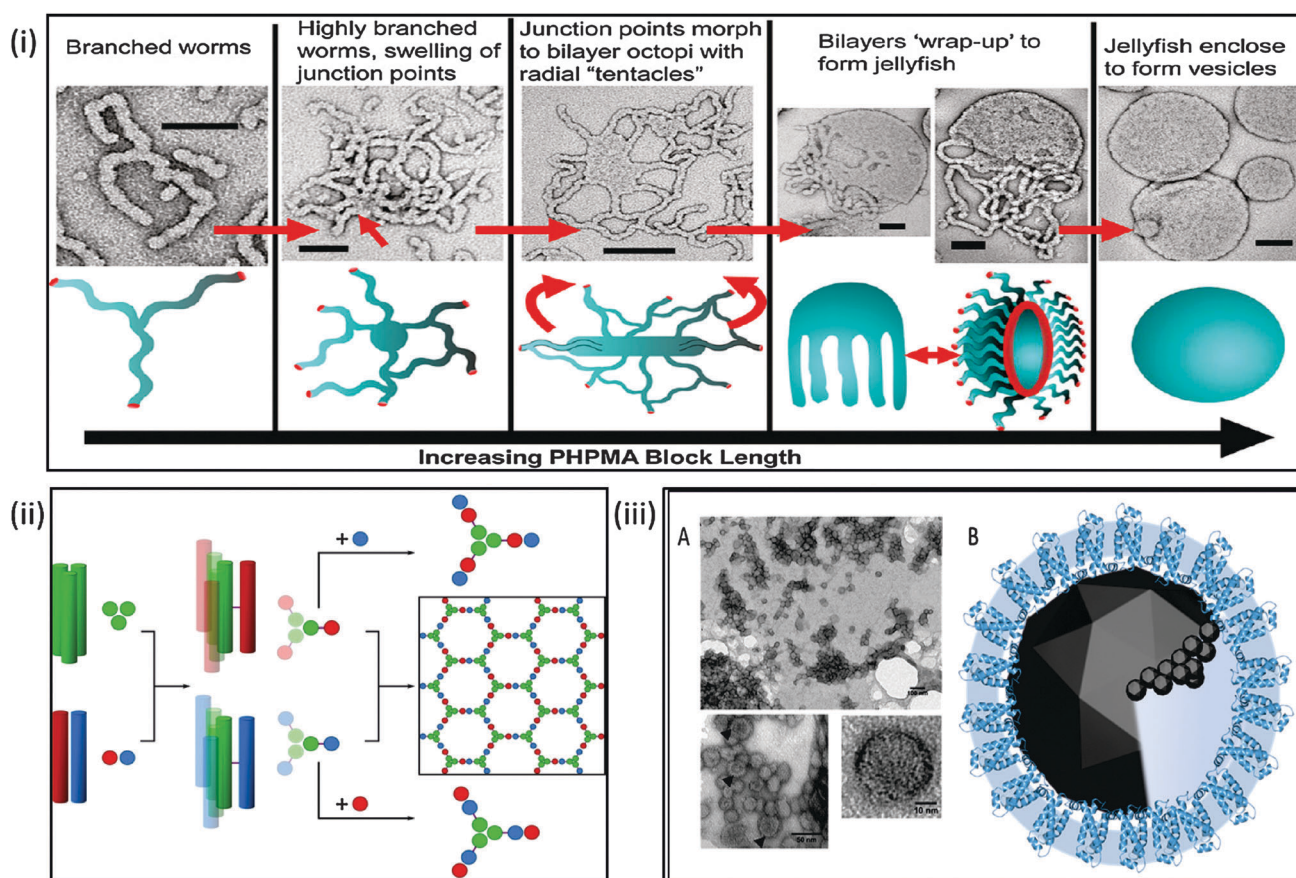 (i)
Branched worms
Highly branched
worms, swelling of
junction points
Junction points morph
to bilayer octopi with
radial “tentacles”
Bilayers ‘wrap-up’ to
form jellyfish
Jellyfish enclose
to form vesicles
Increasing PHPMA Block Length
(ii)
+
+
(iii)
A
B
100 nm
50 nm
10 nm